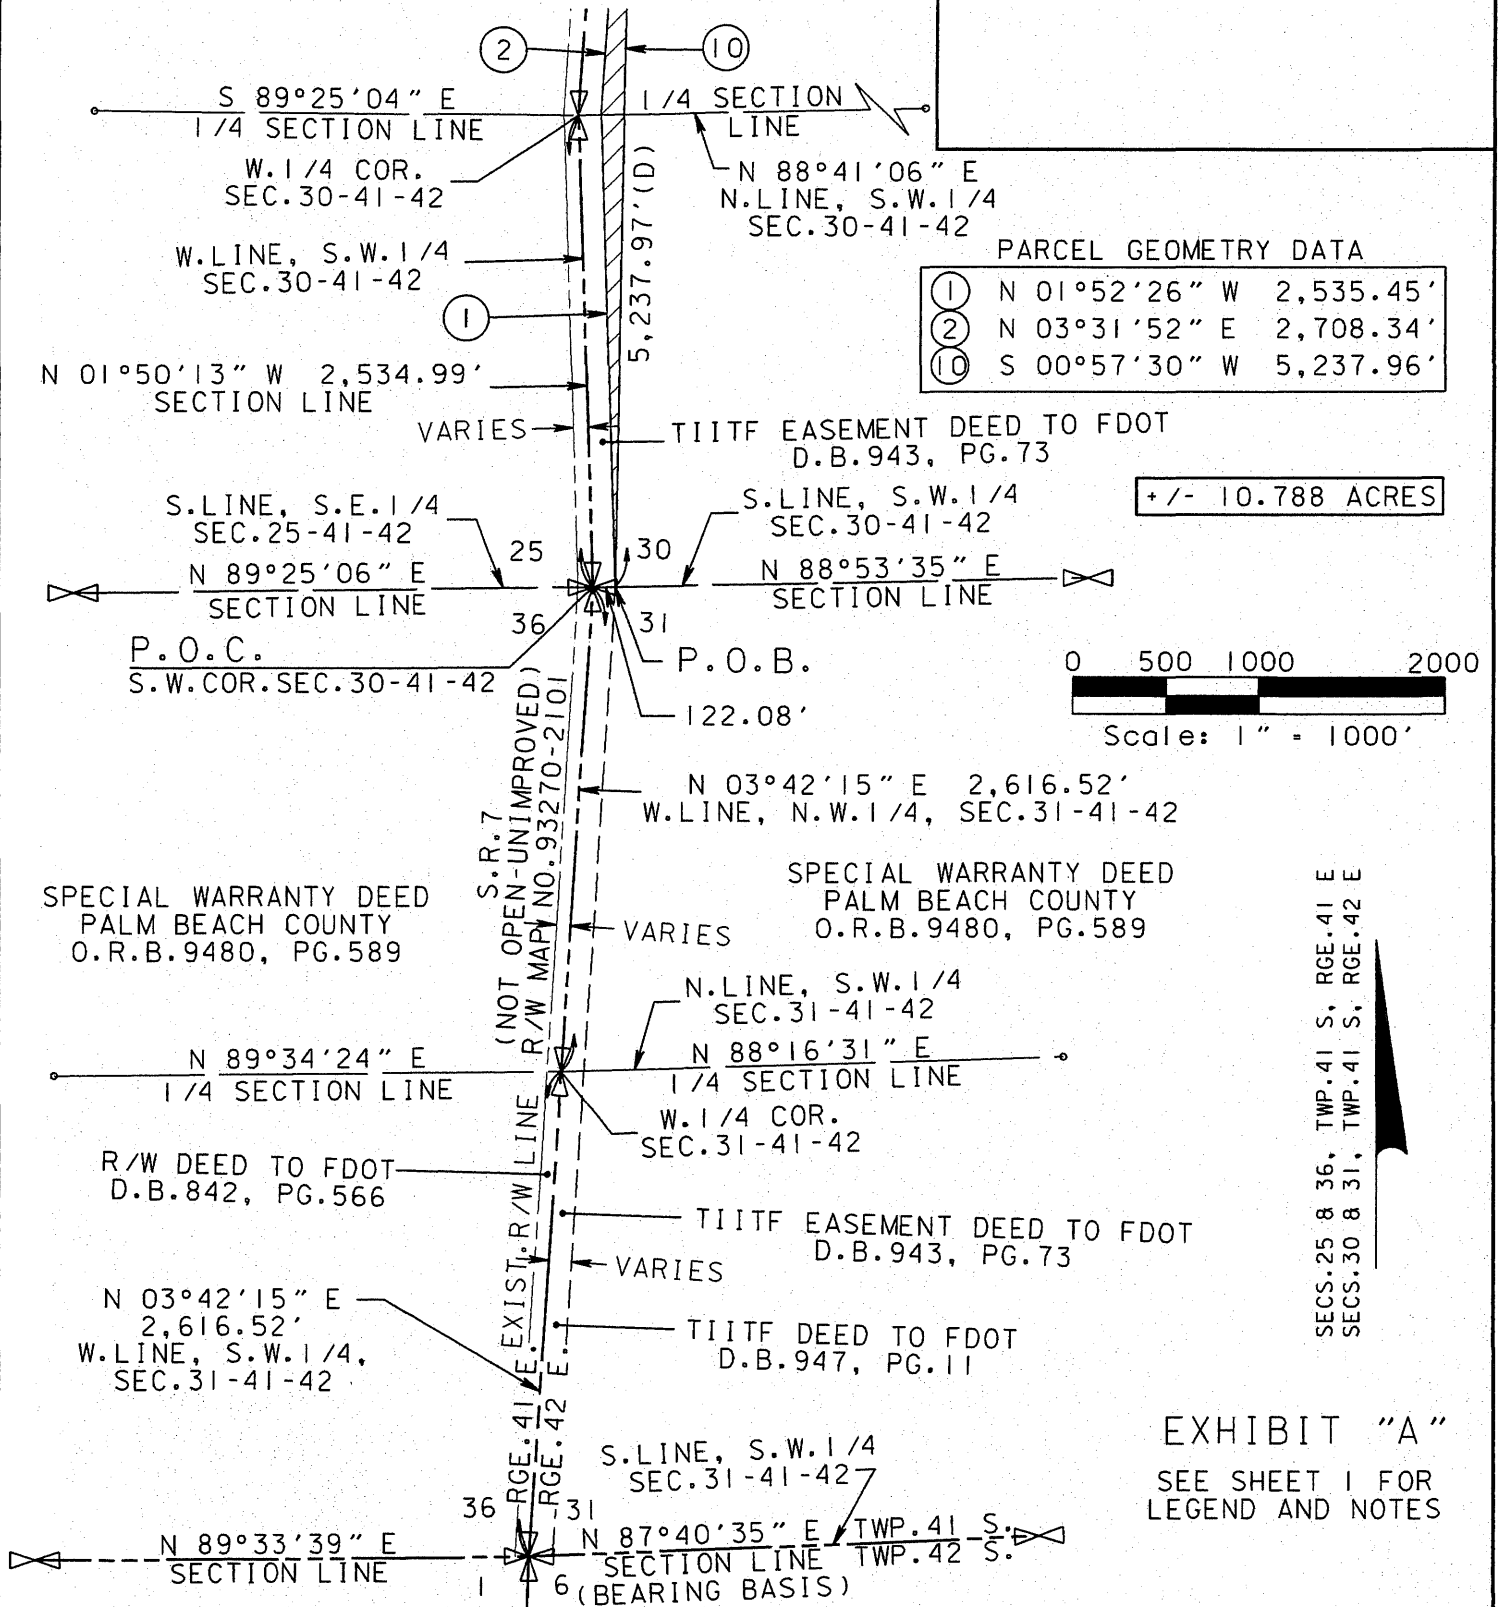 2
10
S 89°25'04" E
1/4 SECTION LINE
1/4 SECTION
LINE
W.1/4 COR.
SEC.30-41-42
N 88°41'06" E
N.LINE, S.W.1/4
SEC.30-41-42
W.LINE, S.W.1/4
SEC.30-41-42
5,237.97'(D)
1
PARCEL GEOMETRY DATA
1 N 01°52'26" W 2,535.45'
2 N 03°31'52" E 2,708.34'
10 S 00°57'30" W 5,237.96'
N 01°50'13" W 2,534.99'
SECTION LINE
VARIES
TIITF EASEMENT DEED TO FDOT
D.B.943, PG.73
+/- 10.788 ACRES
S.LINE, S.E.1/4
SEC.25-41-42
S.LINE, S.W.1/4
SEC.30-41-42
25
30
N 89°25'06" E
SECTION LINE
N 88°53'35" E
SECTION LINE
36
31
P.O.C.
S.W.COR.SEC.30-41-42
P.O.B.
122.08'
0 500 1000 2000
Scale: 1" = 1000'
S.R.7
(NOT OPEN-UNIMPROVED)
R/W MAP NO.93270-2101
N 03°42'15" E 2,616.52'
W.LINE, N.W.1/4, SEC.31-41-42
SPECIAL WARRANTY DEED
PALM BEACH COUNTY
O.R.B.9480, PG.589
SPECIAL WARRANTY DEED
PALM BEACH COUNTY
O.R.B.9480, PG.589
VARIES
N.LINE, S.W.1/4
SEC.31-41-42
N 89°34'24" E
1/4 SECTION LINE
N 88°16'31" E
1/4 SECTION LINE
W.1/4 COR.
SEC.31-41-42
R/W DEED TO FDOT
D.B.842, PG.566
EXIST.R/W LINE
TIITF EASEMENT DEED TO FDOT
D.B.943, PG.73
VARIES
N 03°42'15" E
2,616.52'
W.LINE, S.W.1/4,
SEC.31-41-42
TIITF DEED TO FDOT
D.B.947, PG.11
RGE.41 E.
RGE.42 E.
SECS.25 & 36, TWP.41 S, RGE.41 E
SECS.30 & 31, TWP.41 S, RGE.42 E
S.LINE, S.W.1/4
SEC.31-41-42
EXHIBIT "A"
SEE SHEET 1 FOR
LEGEND AND NOTES
36
31
N 89°33'39" E
SECTION LINE
N 87°40'35" E
SECTION LINE
(BEARING BASIS)
TWP.41 S.
TWP.42 S.
1
6